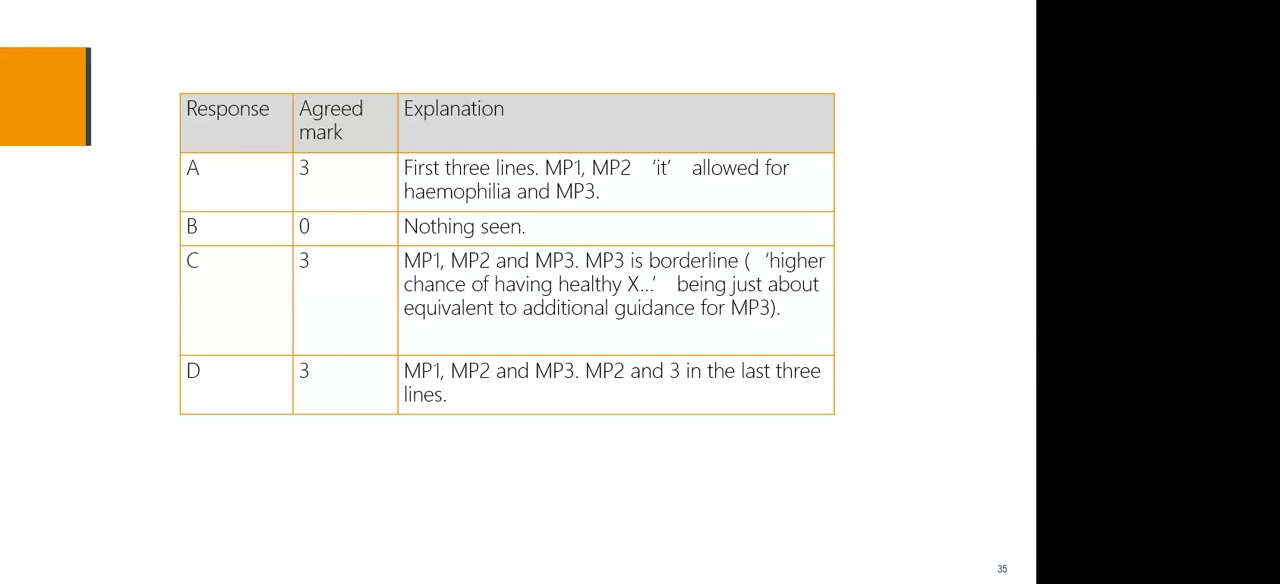 Response Agreed Explanation
mark
A 3 First three lines. MP1, MP2 ‘it’ allowed for
haemophilia and MP3.
B 0 Nothing seen.
C 3 MP1, MP2 and MP3. MP3 is borderline ( ‘higher
chance of having healthy X...’ being just about
equivalent to additional guidance for MP3).
D 3 MP1, MP2 and MP3. MP2 and 3 in the last three
lines.
35